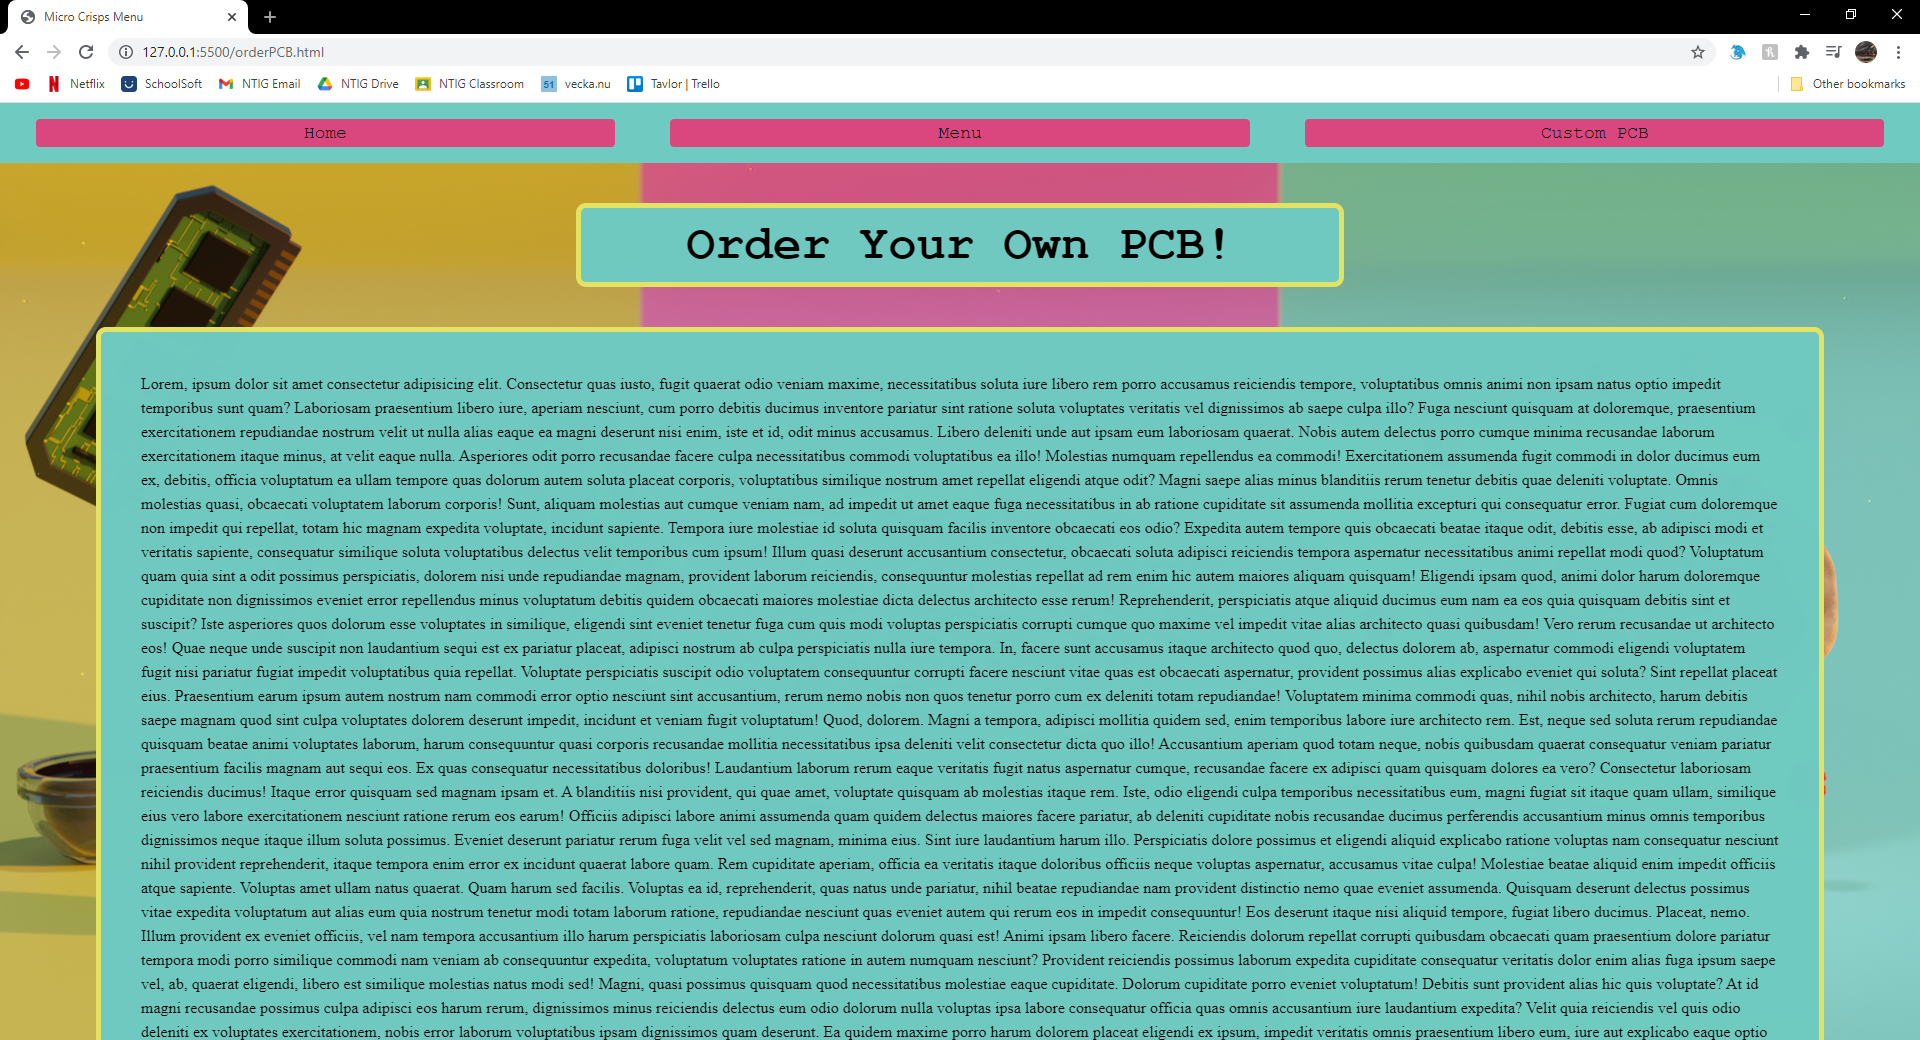 Micro Crisps Menu
127.0.0.1:5500/orderPCB.html
Netflix
SchoolSoft
NTIG Email
NTIG Drive
NTIG Classroom
51
vecka.nu
Tavlor | Trello
Other bookmarks
Home
Menu
Custom PCB
Order Your Own PCB!
Lorem, ipsum dolor sit amet consectetur adipisicing elit. Consectetur quas iusto, fugit quaerat odio veniam maxime, necessitatibus soluta iure libero rem porro accusamus reiciendis tempore, voluptatibus omnis animi non ipsam natus optio impedit
temporibus sunt quam? Laboriosam praesentium libero iure, aperiam nesciunt, cum porro debitis ducimus inventore pariatur sint ratione soluta voluptates veritatis vel dignissimos ab saepe culpa illo? Fuga nesciunt quisquam at doloremque, praesentium
exercitationem repudiandae nostrum velit ut nulla alias eaque ea magni deserunt nisi enim, iste et id, odit minus accusamus. Libero deleniti unde aut ipsam eum laboriosam quaerat. Nobis autem delectus porro cumque minima recusandae laborum
exercitationem itaque minus, at velit eaque nulla. Asperiores odit porro recusandae facere culpa necessitatibus commodi voluptatibus ea illo! Molestias numquam repellendus ea commodi! Exercitationem assumenda fugit commodi in dolor ducimus eum
ex, debitis, officia voluptatum ea ullam tempore quas dolorum autem soluta placeat corporis, voluptatibus similique nostrum amet repellat eligendi atque odit? Magni saepe alias minus blanditiis rerum tenetur debitis quae deleniti voluptate. Omnis
molestias quasi, obcaecati voluptatem laborum corporis! Sunt, aliquam molestias aut cumque veniam nam, ad impedit ut amet eaque fuga necessitatibus in ab ratione cupiditate sit assumenda mollitia excepturi qui consequatur error. Fugiat cum doloremque
non impedit qui repellat, totam hic magnam expedita voluptate, incidunt sapiente. Tempora iure molestiae id soluta quisquam facilis inventore obcaecati eos odio? Expedita autem tempore quis obcaecati beatae itaque odit, debitis esse, ab adipisci modi et
veritatis sapiente, consequatur similique soluta voluptatibus delectus velit temporibus cum ipsum! Illum quasi deserunt accusantium consectetur, obcaecati soluta adipisci reiciendis tempora aspernatur necessitatibus animi repellat modi quod? Voluptatum
quam quia sint a odit possimus perspiciatis, dolorem nisi unde repudiandae magnam, provident laborum reiciendis, consequuntur molestias repellat ad rem enim hic autem maiores aliquam quisquam! Eligendi ipsam quod, animi dolor harum doloremque
cupiditate non dignissimos eveniet error repellendus minus voluptatum debitis quidem obcaecati maiores molestiae dicta delectus architecto esse rerum! Reprehenderit, perspiciatis atque aliquid ducimus eum nam ea eos quia quisquam debitis sint et
suscipit? Iste asperiores quos dolorum esse voluptates in similique, eligendi sint eveniet tenetur fuga cum quis modi voluptas perspiciatis corrupti cumque quo maxime vel impedit vitae alias architecto quasi quibusdam! Vero rerum recusandae ut architecto
eos! Quae neque unde suscipit non laudantium sequi est ex pariatur placeat, adipisci nostrum ab culpa perspiciatis nulla iure tempora. In, facere sunt accusamus itaque architecto quod quo, delectus dolorem ab, aspernatur commodi eligendi voluptatem
fugit nisi pariatur fugiat impedit voluptatibus quia repellat. Voluptate perspiciatis suscipit odio voluptatem consequuntur corrupti facere nesciunt vitae quas est obcaecati aspernatur, provident possimus alias explicabo eveniet qui soluta? Sint repellat placeat
eius. Praesentium earum ipsum autem nostrum nam commodi error optio nesciunt sint accusantium, rerum nemo nobis non quos tenetur porro cum ex deleniti totam repudiandae! Voluptatem minima commodi quas, nihil nobis architecto, harum debitis
saepe magnam quod sint culpa voluptates dolorem deserunt impedit, incidunt et veniam fugit voluptatum! Quod, dolorem. Magni a tempora, adipisci mollitia quidem sed, enim temporibus labore iure architecto rem. Est, neque sed soluta rerum repudiandae
quisquam beatae animi voluptates laborum, harum consequuntur quasi corporis recusandae mollitia necessitatibus ipsa deleniti velit consectetur dicta quo illo! Accusantium aperiam quod totam neque, nobis quibusdam quaerat consequatur veniam pariatur
praesentium facilis magnam aut sequi eos. Ex quas consequatur necessitatibus doloribus! Laudantium laborum rerum eaque veritatis fugit natus aspernatur cumque, recusandae facere ex adipisci quam quisquam dolores ea vero? Consectetur laboriosam
reiciendis ducimus! Itaque error quisquam sed magnam ipsam et. A blanditiis nisi provident, qui quae amet, voluptate quisquam ab molestias itaque rem. Iste, odio eligendi culpa temporibus necessitatibus eum, magni fugiat sit itaque quam ullam, similique
eius vero labore exercitationem nesciunt ratione rerum eos earum! Officiis adipisci labore animi assumenda quam quidem delectus maiores facere pariatur, ab deleniti cupiditate nobis recusandae ducimus perferendis accusantium minus omnis temporibus
dignissimos neque itaque illum soluta possimus. Eveniet deserunt pariatur rerum fuga velit vel sed magnam, minima eius. Sint iure laudantium harum illo. Perspiciatis dolore possimus et eligendi aliquid explicabo ratione voluptas nam consequatur nesciunt
nihil provident reprehenderit, itaque tempora enim error ex incidunt quaerat labore quam. Rem cupiditate aperiam, officia ea veritatis itaque doloribus officiis neque voluptas aspernatur, accusamus vitae culpa! Molestiae beatae aliquid enim impedit officiis
atque sapiente. Voluptas amet ullam natus quaerat. Quam harum sed facilis. Voluptas ea id, reprehenderit, quas natus unde pariatur, nihil beatae repudiandae nam provident distinctio nemo quae eveniet assumenda. Quisquam deserunt delectus possimus
vitae expedita voluptatum aut alias eum quia nostrum tenetur modi totam laborum ratione, repudiandae nesciunt quas eveniet autem qui rerum eos in impedit consequuntur! Eos deserunt itaque nisi aliquid tempore, fugiat libero ducimus. Placeat, nemo.
Illum provident ex eveniet officiis, vel nam tempora accusantium illo harum perspiciatis laboriosam culpa nesciunt dolorum quasi est! Animi ipsam libero facere. Reiciendis dolorum repellat corrupti quibusdam obcaecati quam praesentium dolore pariatur
tempora modi porro similique commodi nam veniam ab consequuntur expedita, voluptatum voluptates ratione in autem numquam nesciunt? Provident reiciendis possimus laborum expedita cupiditate consequatur veritatis dolor enim alias fuga ipsum saepe
vel, ab, quaerat eligendi, libero est similique molestias natus modi sed! Magni, quasi possimus quisquam quod necessitatibus molestiae eaque cupiditate. Dolorum cupiditate porro eveniet voluptatum! Debitis sunt provident alias hic quis voluptate? At id
magni recusandae possimus culpa adipisci eos harum rerum, dignissimos minus reiciendis delectus eum odio dolorum nulla voluptas ipsa labore consequatur officia quas omnis accusantium iure laudantium expedita? Velit quia reiciendis vel quis odio
deleniti ex voluptates exercitationem, nobis error laborum voluptatibus ipsam dignissimos quam deserunt. Ea quidem maxime porro harum dolorem placeat eligendi ex ipsum, impedit veritatis omnis praesentium libero eum, iure aut explicabo eaque optio